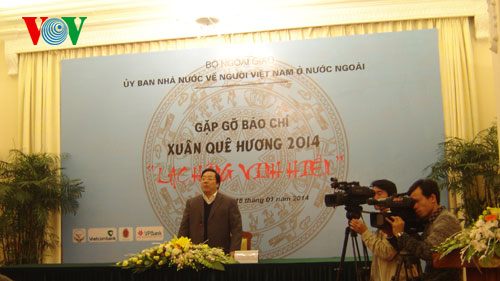 VOV
BỘ NGOẠI GIAO
ỦY BAN NHÀ NƯỚC VỀ NGƯỜI VIỆT NAM Ở NƯỚC NGOÀI
GẶP GỠ BÁO CHÍ
XUÂN QUÊ HƯƠNG 2014
"LẠC HỒNG VINH HIỂN"
tháng 01 năm 2014
Vietcombank
VPBank